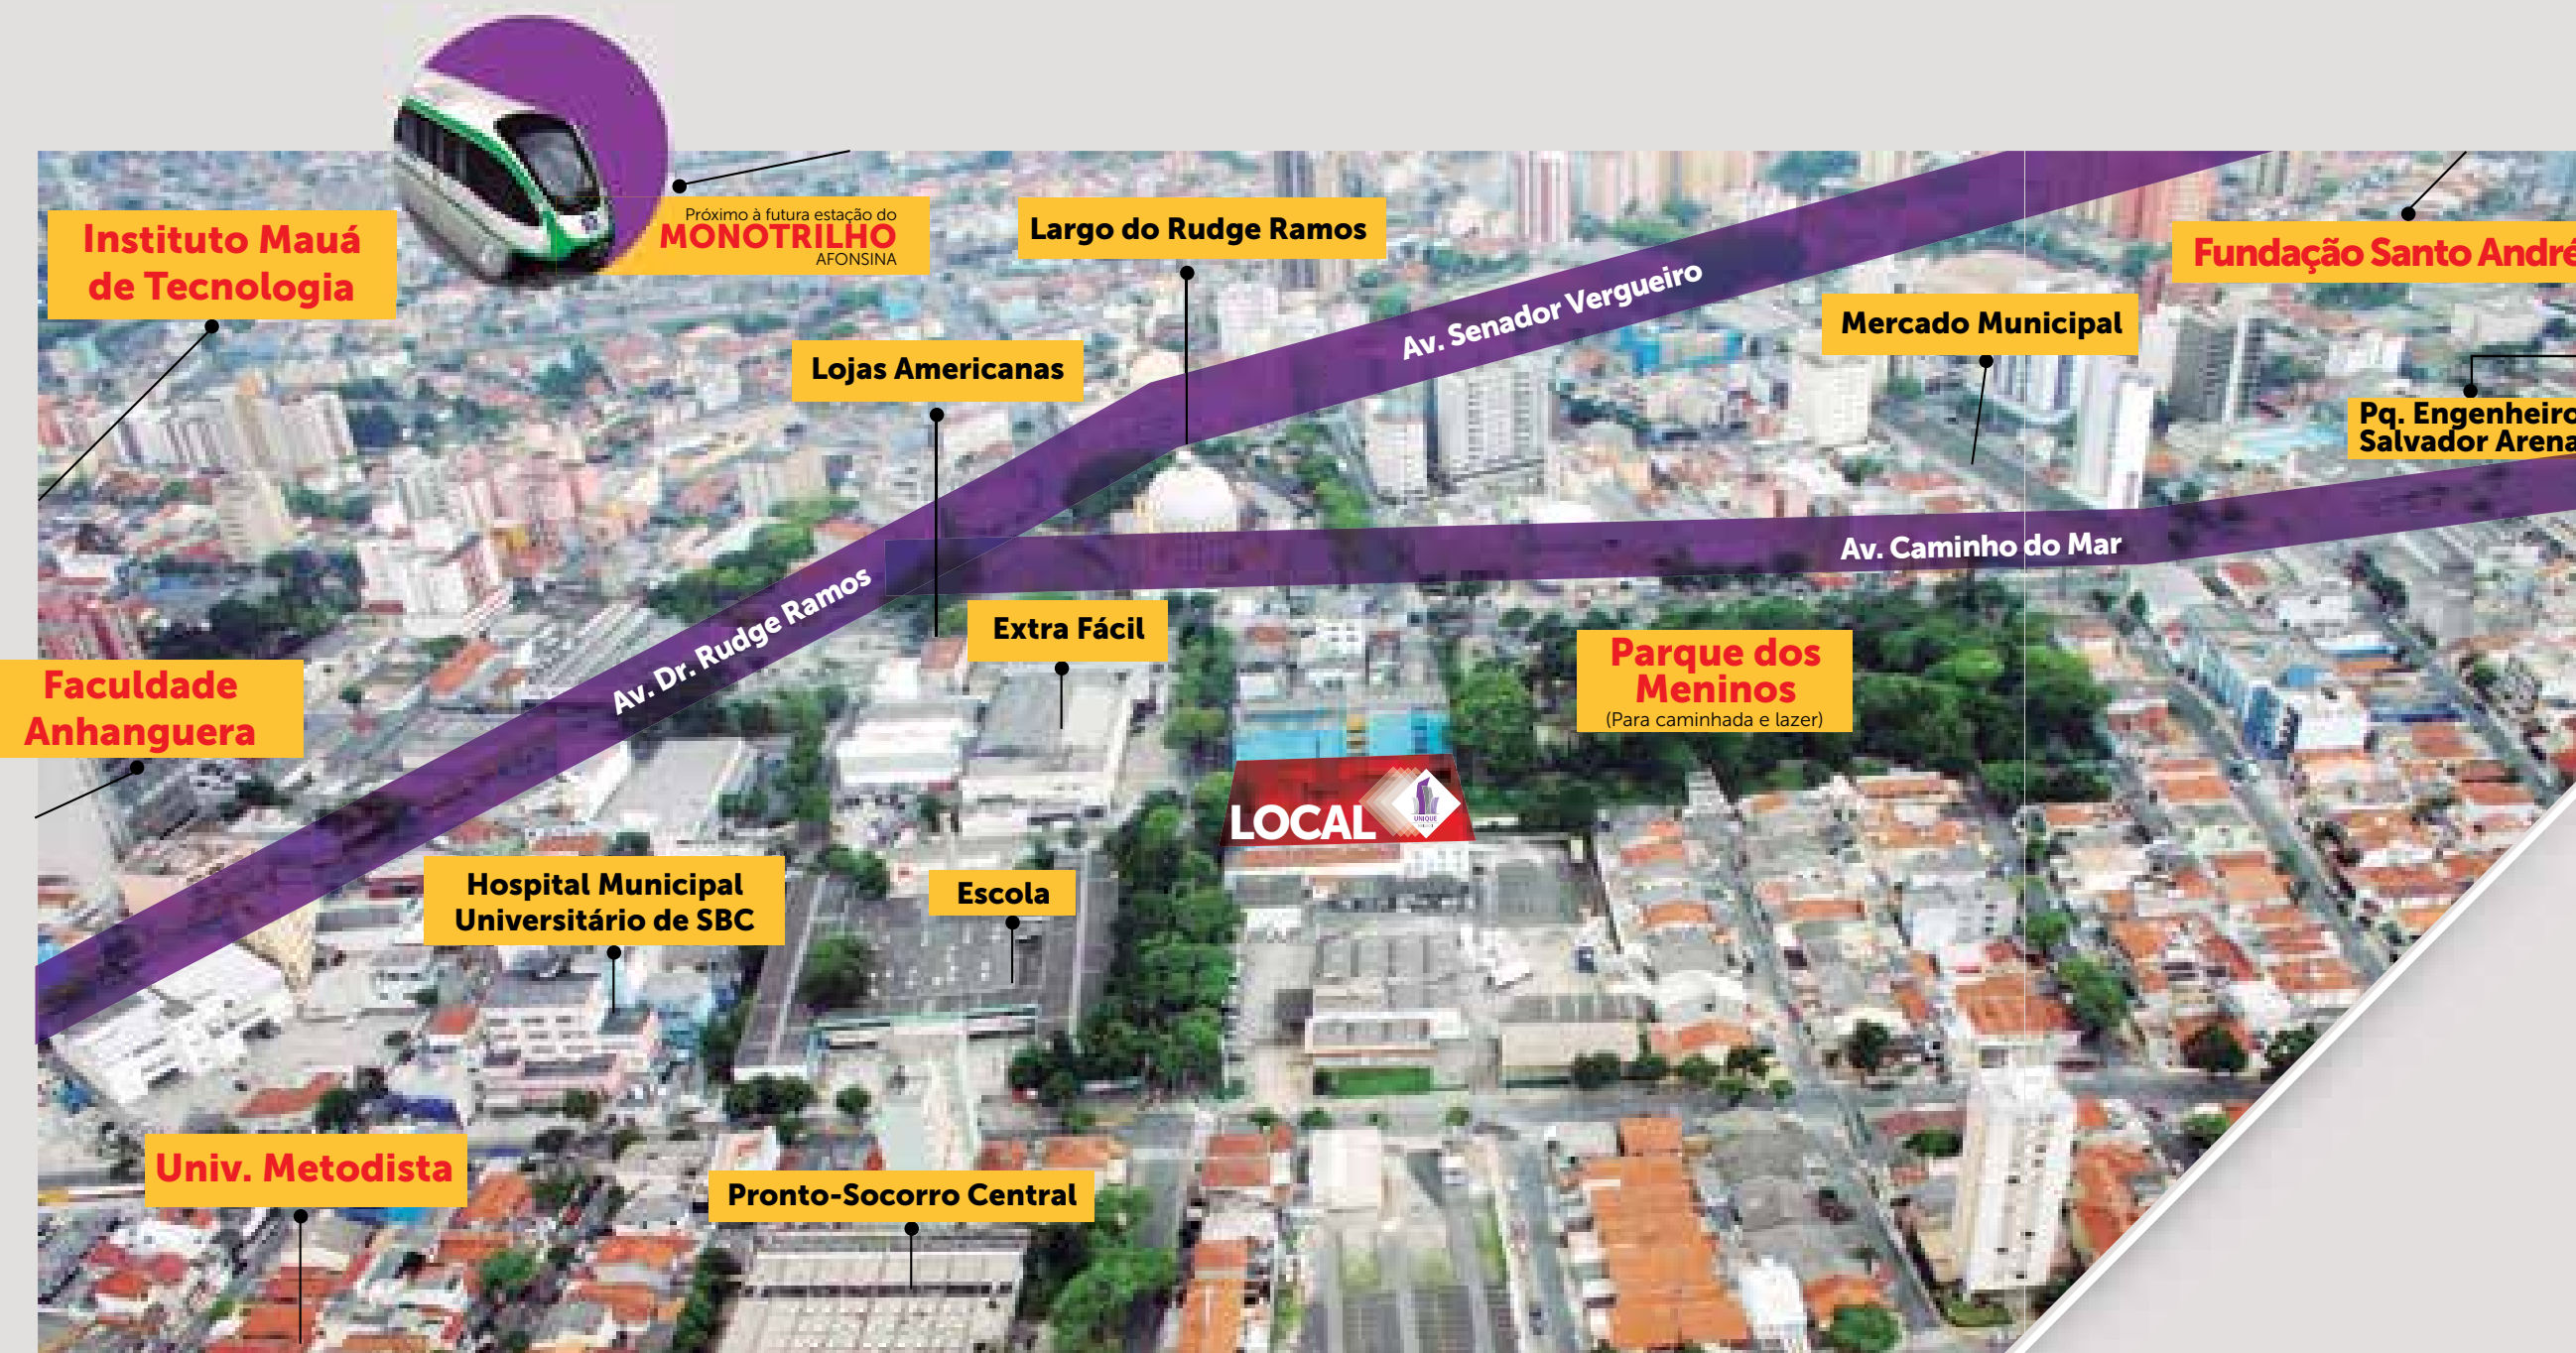 Próximo à futura estação do
MONOTRILHO
AFONSINA
Instituto Mauá
de Tecnologia
Largo do Rudge Ramos
Fundação Santo André
Av. Senador Vergueiro
Mercado Municipal
Lojas Americanas
Pq. Engenheiro
Salvador Arena
Av. Caminho do Mar
Av. Dr. Rudge Ramos
Extra Fácil
Parque dos
Meninos
(Para caminhada e lazer)
Faculdade
Anhanguera
LOCAL
UNIQUE
Hospital Municipal
Universitário de SBC
Escola
Univ. Metodista
Pronto-Socorro Central